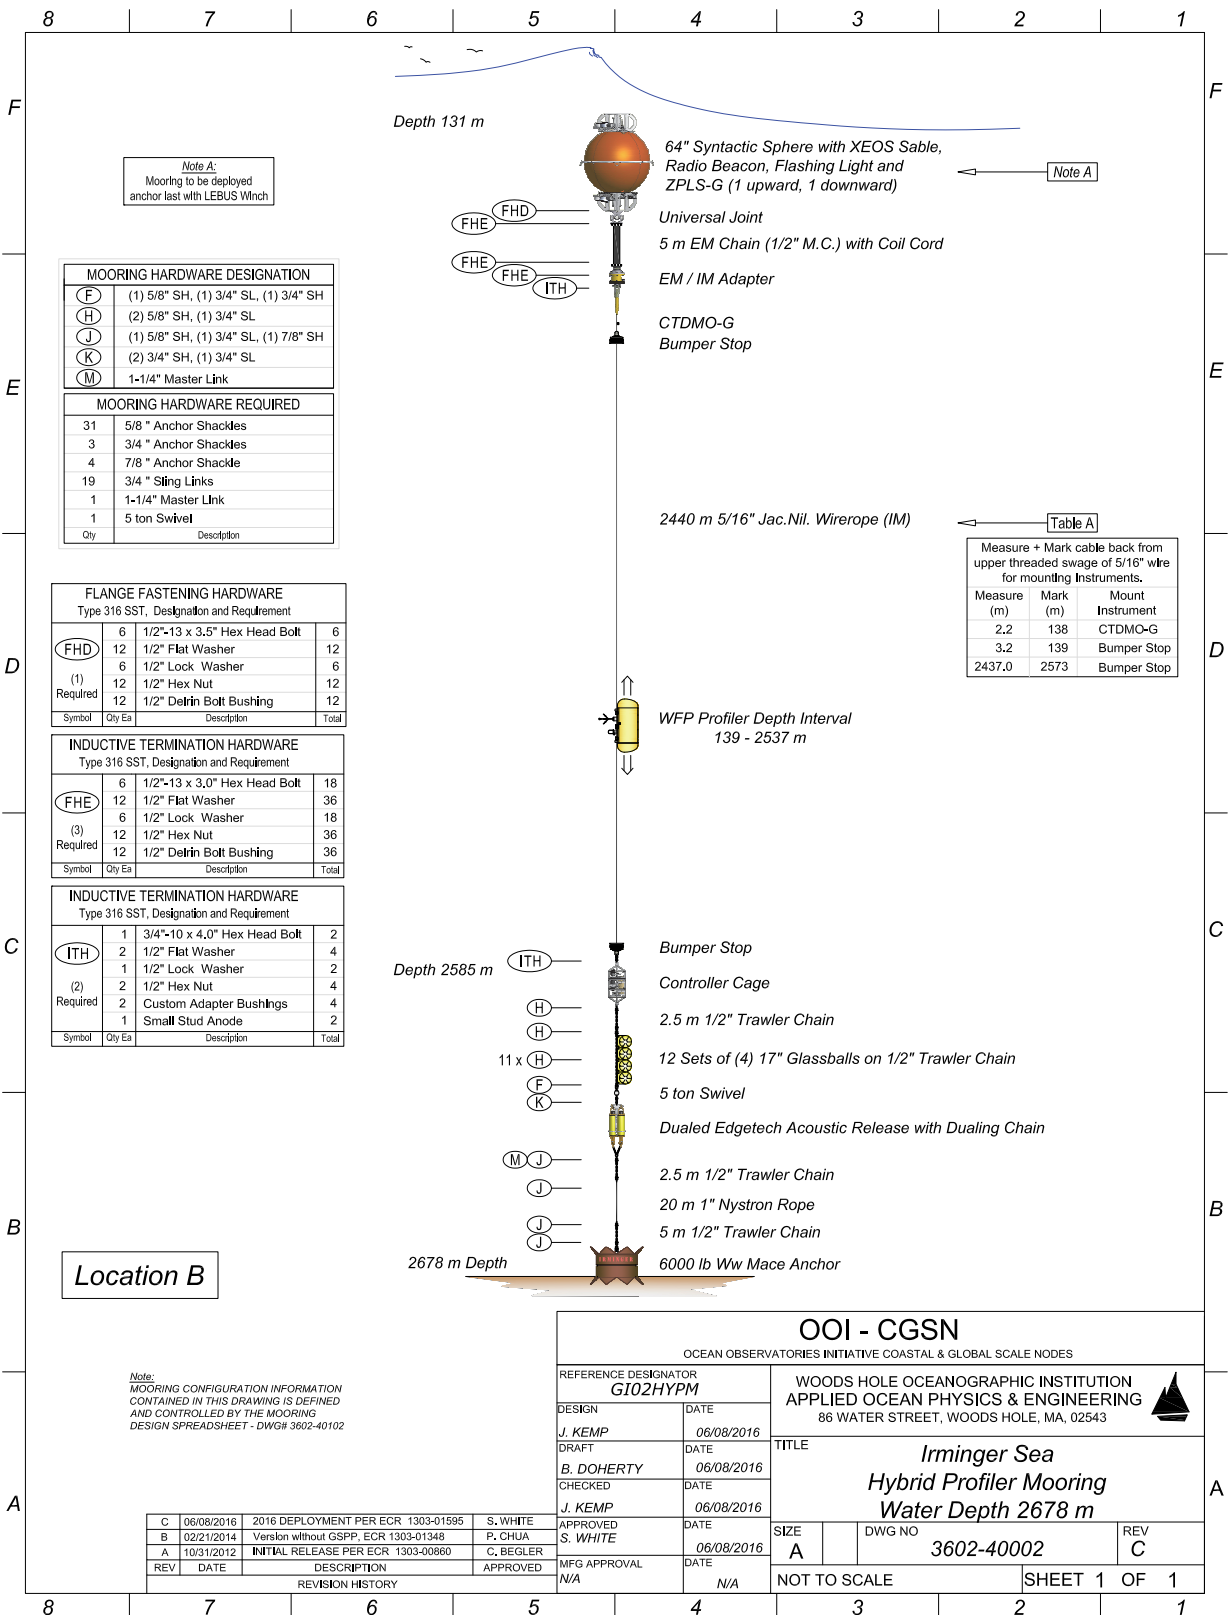 8 7 6 5 4 3 2 1
F
F
Depth 131 m
64" Syntactic Sphere with XEOS Sable,
Radio Beacon, Flashing Light and
ZPLS-G (1 upward, 1 downward)
Note A
Note A:
Mooring to be deployed
anchor last with LEBUS Winch
FHD
FHE
Universal Joint
5 m EM Chain (1/2" M.C.) with Coil Cord
FHE
FHE
ITH
EM / IM Adapter
CTDMO-G
Bumper Stop
MOORING HARDWARE DESIGNATION
F (1) 5/8" SH, (1) 3/4" SL, (1) 3/4" SH
H (2) 5/8" SH, (1) 3/4" SL
J (1) 5/8" SH, (1) 3/4" SL, (1) 7/8" SH
K (2) 3/4" SH, (1) 3/4" SL
M 1-1/4" Master Link
E
E
MOORING HARDWARE REQUIRED
31 5/8 " Anchor Shackles
3 3/4 " Anchor Shackles
4 7/8 " Anchor Shackle
19 3/4 " Sling Links
1 1-1/4" Master Link
1 5 ton Swivel
Qty Description
2440 m 5/16" Jac.Nil. Wirerope (IM)
Table A
Measure + Mark cable back from
upper threaded swage of 5/16" wire
for mounting Instruments.
Measure (m) Mark (m) Mount Instrument
2.2 138 CTDMO-G
3.2 139 Bumper Stop
2437.0 2573 Bumper Stop
FLANGE FASTENING HARDWARE
Type 316 SST, Designation and Requirement
FHD
(1)
Required
6 1/2"-13 x 3.5" Hex Head Bolt 6
12 1/2" Flat Washer 12
6 1/2" Lock Washer 6
12 1/2" Hex Nut 12
12 1/2" Delrin Bolt Bushing 12
Symbol Qty Ea Description Total
D
D
WFP Profiler Depth Interval
139 - 2537 m
INDUCTIVE TERMINATION HARDWARE
Type 316 SST, Designation and Requirement
FHE
(3)
Required
6 1/2"-13 x 3.0" Hex Head Bolt 18
12 1/2" Flat Washer 36
6 1/2" Lock Washer 18
12 1/2" Hex Nut 36
12 1/2" Delrin Bolt Bushing 36
Symbol Qty Ea Description Total
INDUCTIVE TERMINATION HARDWARE
Type 316 SST, Designation and Requirement
ITH
(2)
Required
1 3/4"-10 x 4.0" Hex Head Bolt 2
2 1/2" Flat Washer 4
1 1/2" Lock Washer 2
2 1/2" Hex Nut 4
2 Custom Adapter Bushings 4
1 Small Stud Anode 2
Symbol Qty Ea Description Total
C
C
Bumper Stop
Depth 2585 m
ITH
Controller Cage
H
2.5 m 1/2" Trawler Chain
H
11 x H
12 Sets of (4) 17" Glassballs on 1/2" Trawler Chain
F
5 ton Swivel
K
Dualed Edgetech Acoustic Release with Dualing Chain
M J
2.5 m 1/2" Trawler Chain
J
20 m 1" Nystron Rope
J
5 m 1/2" Trawler Chain
J
B
B
2678 m Depth
6000 lb Ww Mace Anchor
Location B
OOI - CGSN
OCEAN OBSERVATORIES INITIATIVE COASTAL & GLOBAL SCALE NODES
REFERENCE DESIGNATOR
GI02HYPM
WOODS HOLE OCEANOGRAPHIC INSTITUTION
APPLIED OCEAN PHYSICS & ENGINEERING
86 WATER STREET, WOODS HOLE, MA, 02543
Note:
MOORING CONFIGURATION INFORMATION
CONTAINED IN THIS DRAWING IS DEFINED
AND CONTROLLED BY THE MOORING
DESIGN SPREADSHEET - DWG# 3602-40102
DESIGN DATE
J. KEMP 06/08/2016
DRAFT DATE
B. DOHERTY 06/08/2016
CHECKED DATE
J. KEMP 06/08/2016
APPROVED DATE
S. WHITE 06/08/2016
MFG APPROVAL DATE
N/A N/A
TITLE
Irminger Sea
Hybrid Profiler Mooring
Water Depth 2678 m
SIZE
A
DWG NO
3602-40002
REV
C
NOT TO SCALE
SHEET 1 OF 1
A
A
C 06/08/2016 2016 DEPLOYMENT PER ECR 1303-01595 S. WHITE
B 02/21/2014 Version without GSPP, ECR 1303-01348 P. CHUA
A 10/31/2012 INITIAL RELEASE PER ECR 1303-00860 C. BEGLER
REV DATE DESCRIPTION APPROVED
REVISION HISTORY
8 7 6 5 4 3 2 1